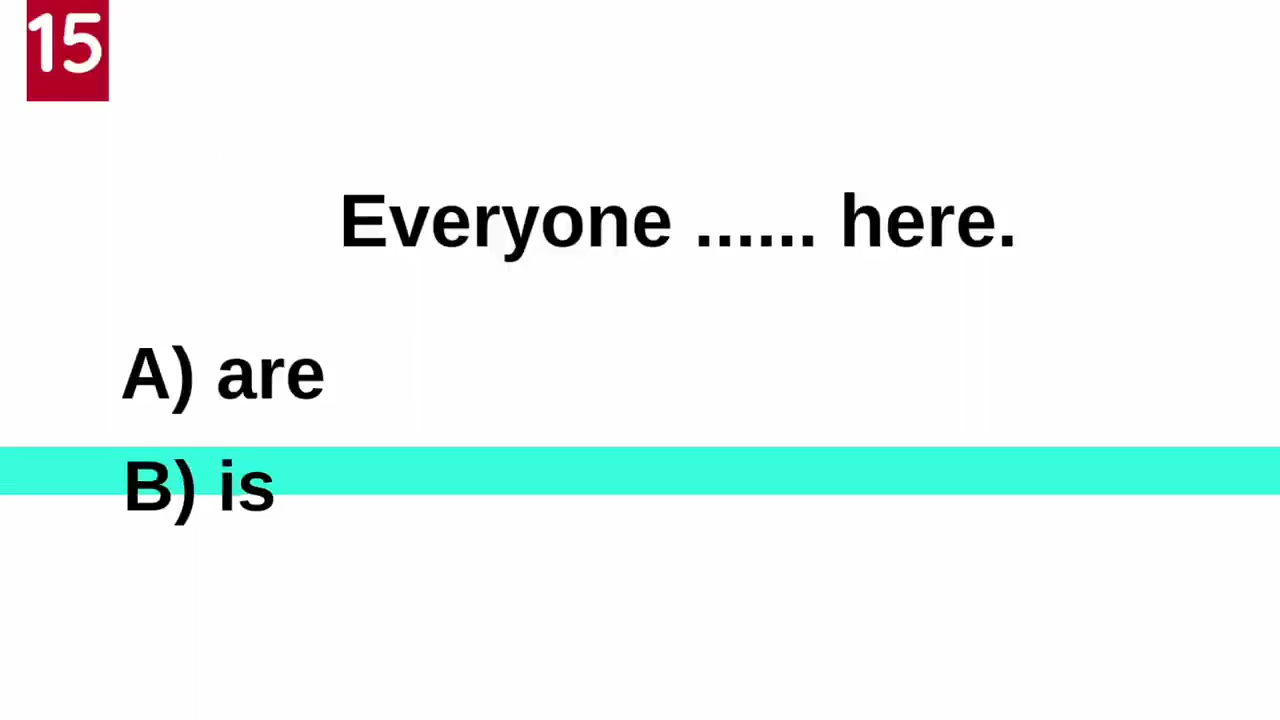 15
Everyone ...... here.
A) are
B) is